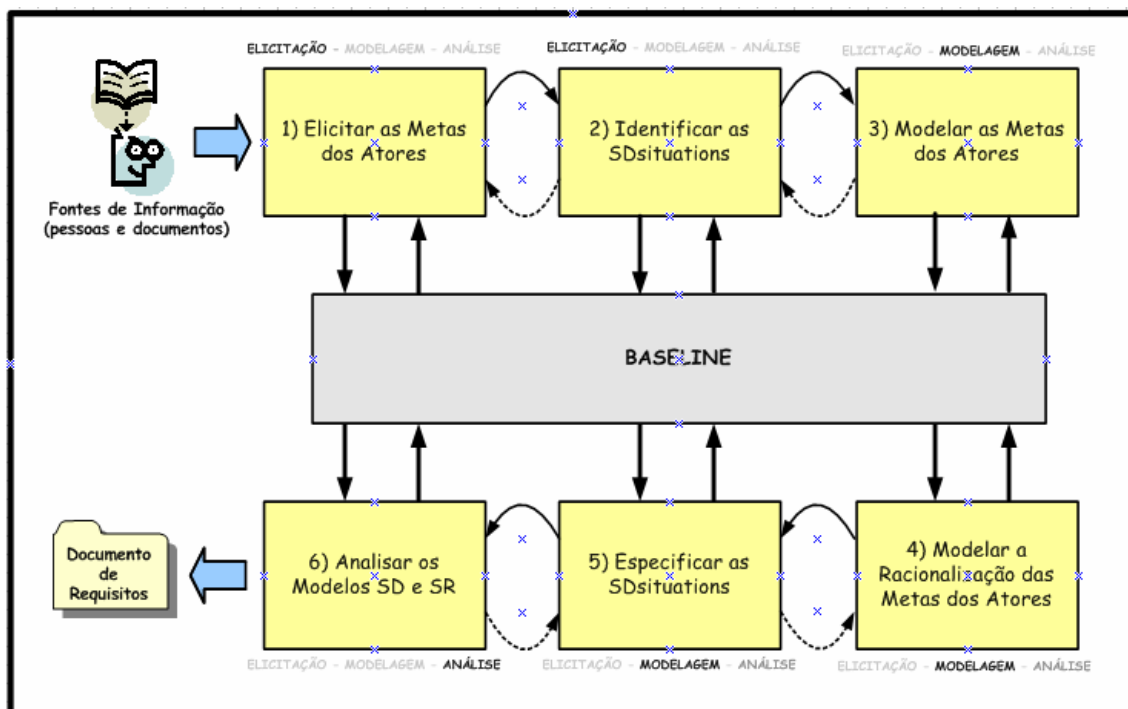 ELICITAÇÃO - MODELAGEM - ANÁLISE
ELICITAÇÃO - MODELAGEM - ANÁLISE
ELICITAÇÃO - MODELAGEM - ANÁLISE
Fontes de Informação
(pessoas e documentos)
1) Elicitar as Metas
dos Atores
2) Identificar as
SDsituations
3) Modelar as Metas
dos Atores
BASELINE
Documento
de
Requisitos
6) Analisar os
Modelos SD e SR
5) Especificar as
SDsituations
4) Modelar a
Racionalização das
Metas dos Atores
ELICITAÇÃO - MODELAGEM - ANÁLISE
ELICITAÇÃO - MODELAGEM - ANÁLISE
ELICITAÇÃO - MODELAGEM - ANÁLISE